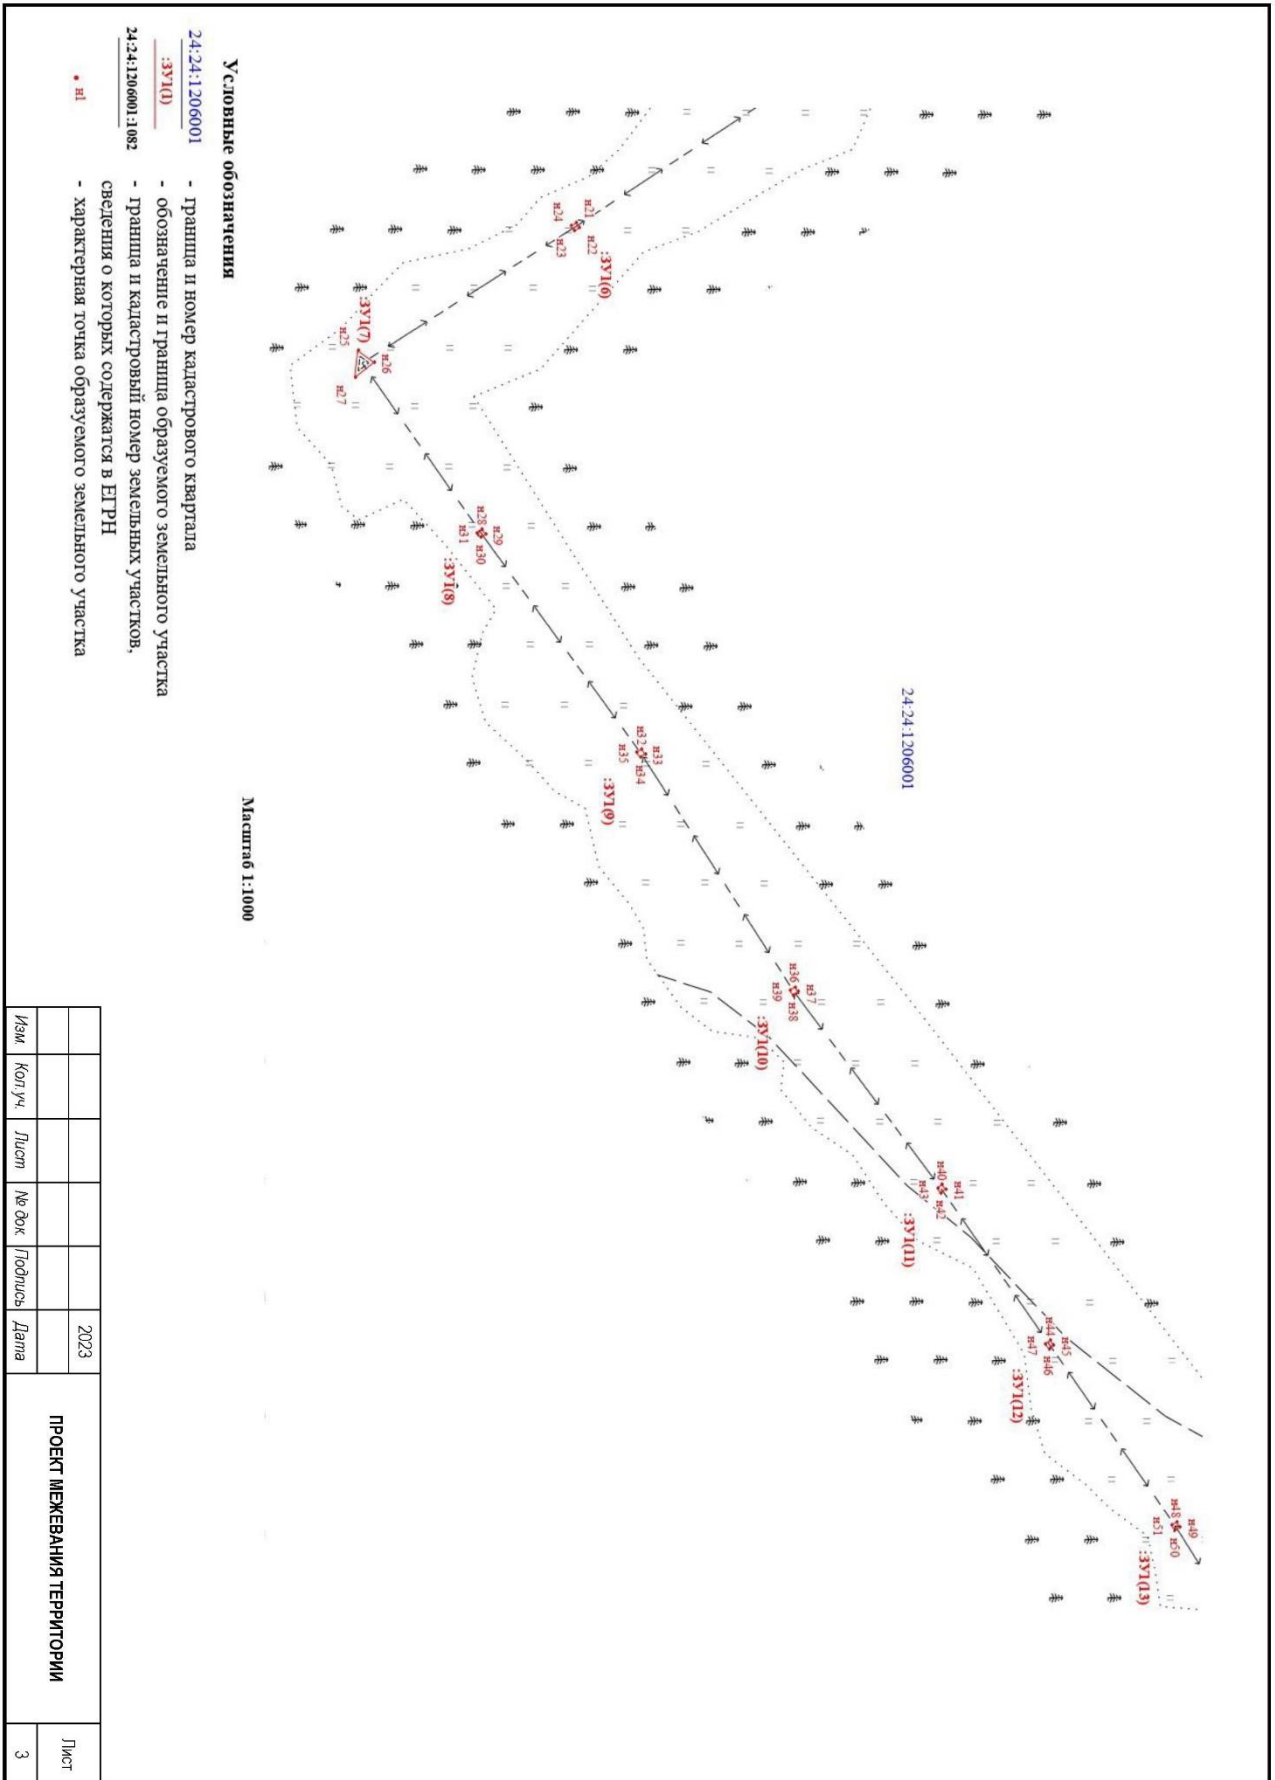 24:24:1206001
н21
н22
н24
н23
:ЗУ1(6)
:ЗУ1(7)
н25
н26
н27
н28
н29
н30
н31
:ЗУ1(8)
н32
н33
н34
н35
:ЗУ1(9)
н36
н37
н38
н39
:ЗУ1(10)
н40
н41
н42
н43
:ЗУ1(11)
н44
н45
н46
н47
:ЗУ1(12)
н48
н49
н50
н51
:ЗУ1(13)
Масштаб 1:1000
Условные обозначения
24:24:1206001 - граница и номер кадастрового квартала
:ЗУ1(1) - обозначение и граница образуемого земельного участка
24:24:1206001:1082 - граница и кадастровый номер земельных участков,
сведения о которых содержатся в ЕГРН
н1 - характерная точка образуемого земельного участка
2023
Изм. Кол.уч. Лист № док. Подпись Дата
ПРОЕКТ МЕЖЕВАНИЯ ТЕРРИТОРИИ
Лист
3